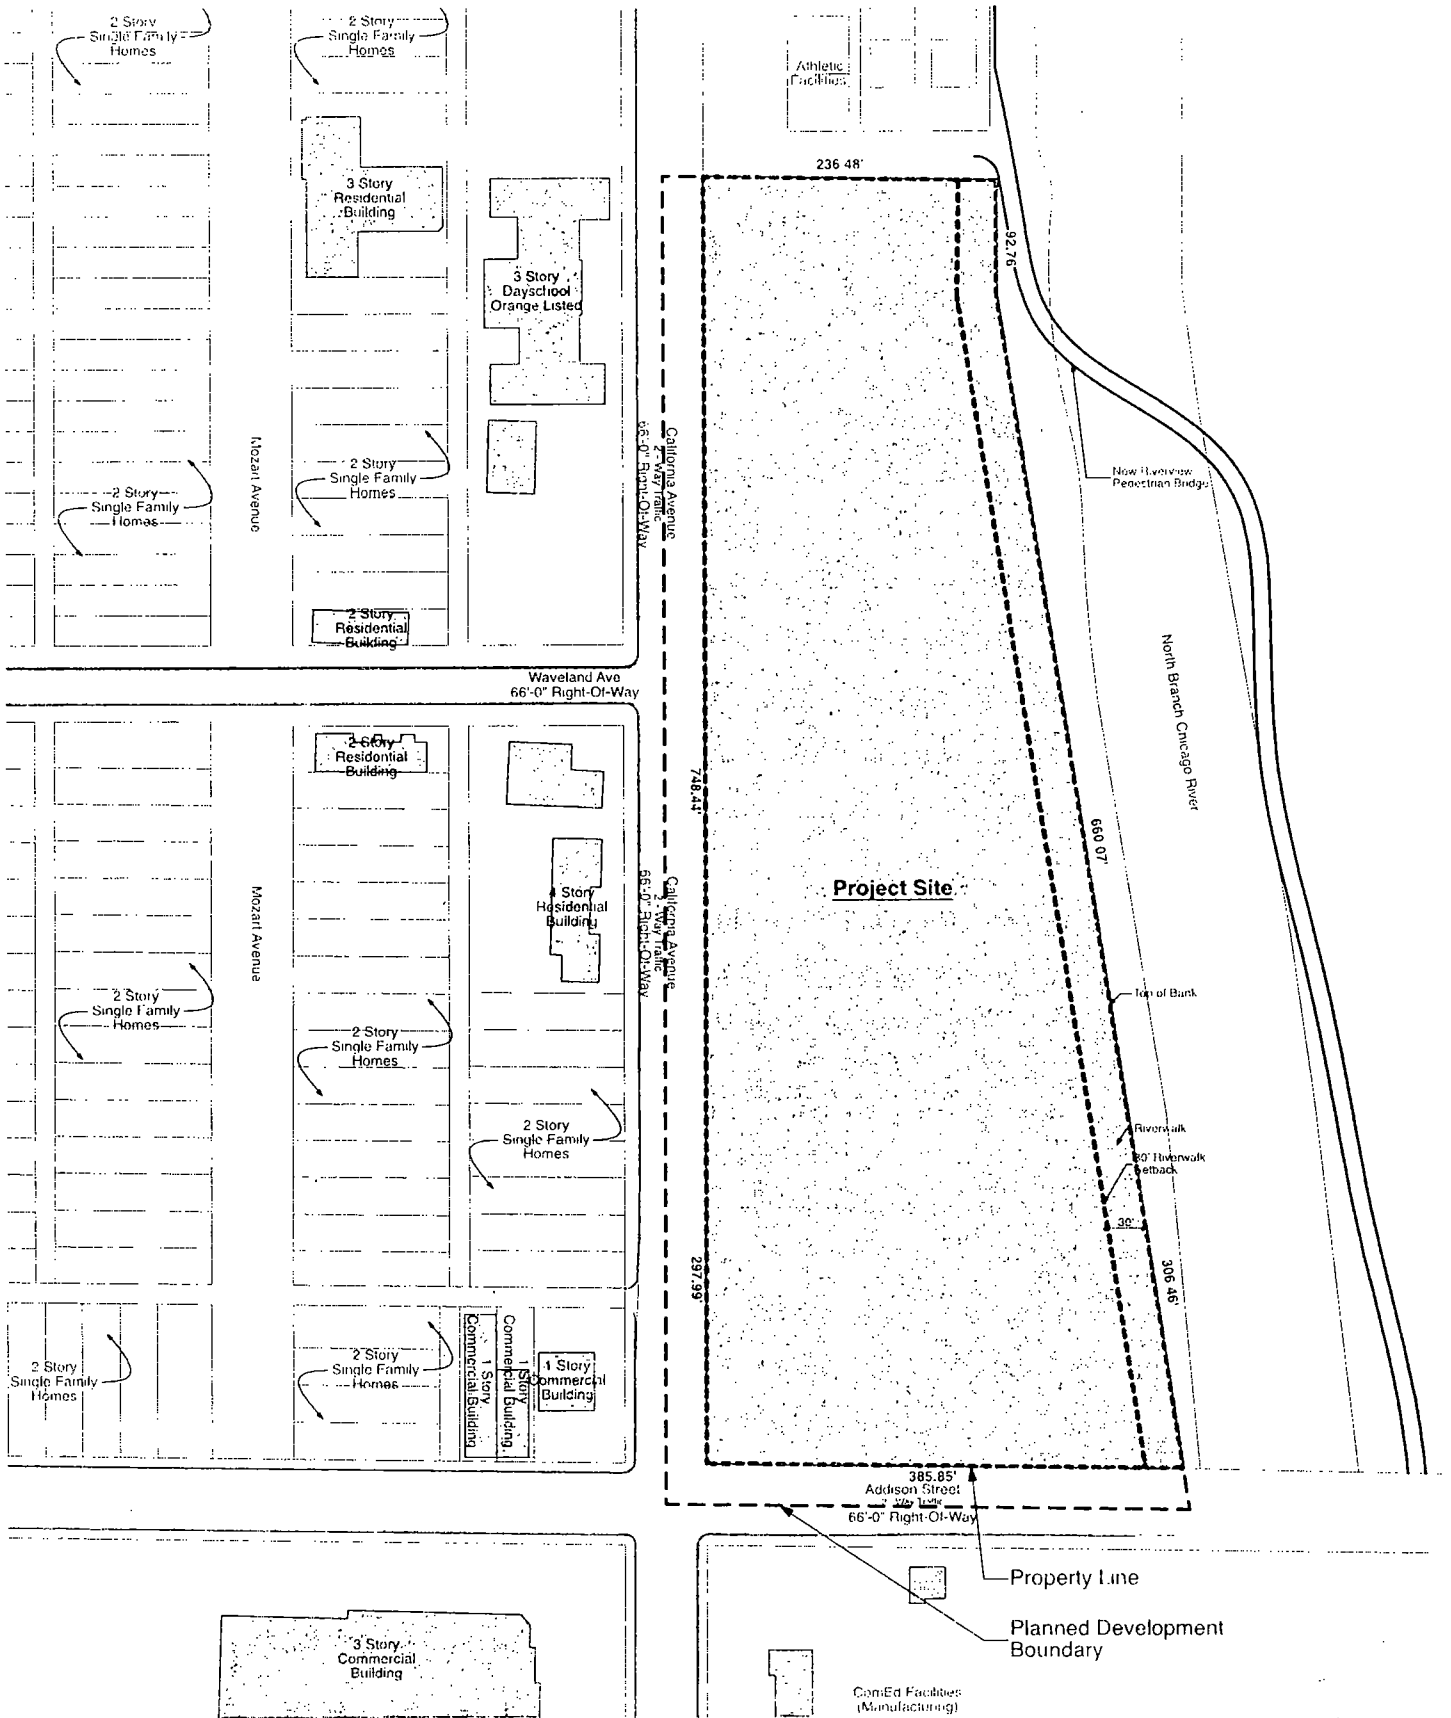 2 Story
Single Family
Homes
2 Story
Single Family
Homes
Athletic
Facilities
236.48'
3 Story
Residential
Building
92.76
3 Story
Dayschool
Orange Listed
Mozart Avenue
2 Story
Single Family
Homes
2 Story
Single Family
Homes
California Avenue
2 - Way Traffic
66'-0" Right-Of-Way
New Riverview
Pedestrian Bridge
2 Story
Residential
Building
North Branch Chicago River
Waveland Ave
66'-0" Right-Of-Way
2 Story
Residential
Building
748.44'
660.07'
Project Site
4 Story
Residential
Building
Mozart Avenue
California Avenue
2 - Way Traffic
66'-0" Right-Of-Way
2 Story
Single Family
Homes
2 Story
Single Family
Homes
Top of Bank
2 Story
Single Family
Homes
Riverwalk
30' Riverwalk
Setback
30'
297.99'
306.46'
2 Story
Single Family
Homes
2 Story
Single Family
Homes
1 Story
Commercial Building
1 Story
Commercial Building
1 Story
Commercial
Building
385.85'
Addison Street
2 - Way Traffic
66'-0" Right-Of-Way
Property Line
Planned Development
Boundary
3 Story
Commercial
Building
ComEd Facilities
(Manufacturing)